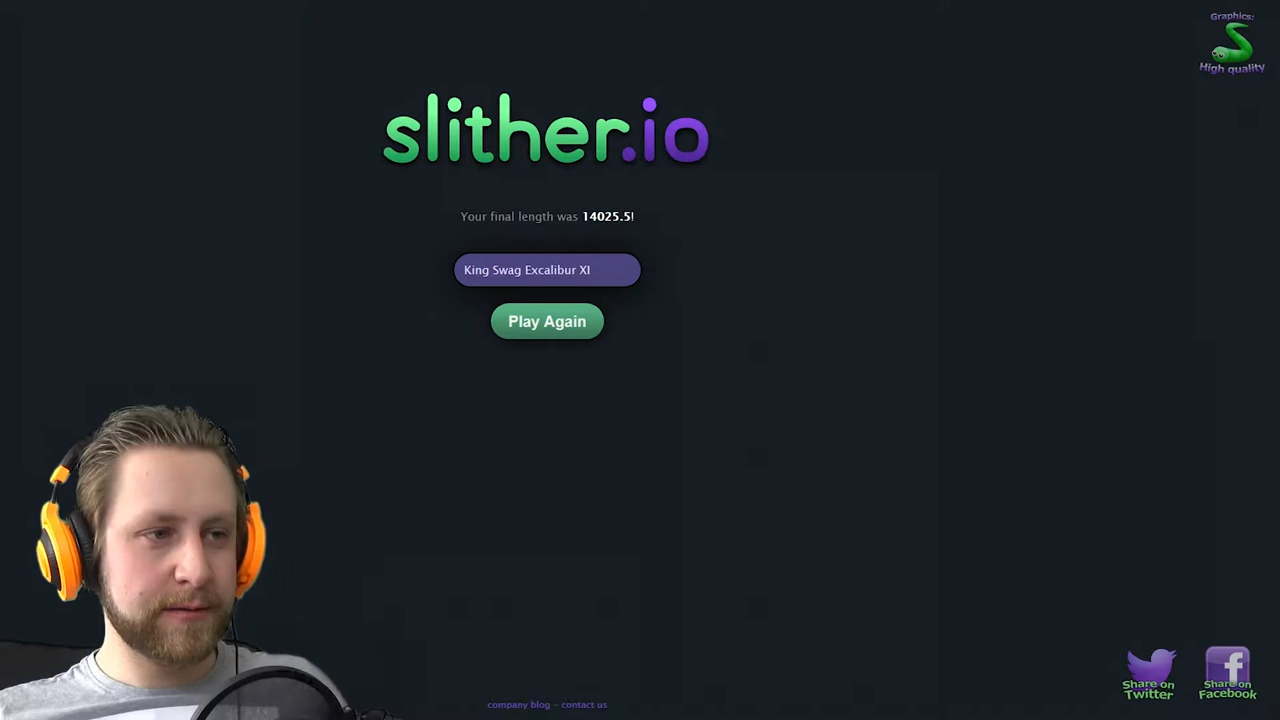 Graphics:
High quality
slither.io
Your final length was 14025.5!
King Swag Excalibur XI
Play Again
Share on
Twitter
Share on
Facebook
company blog - contact us